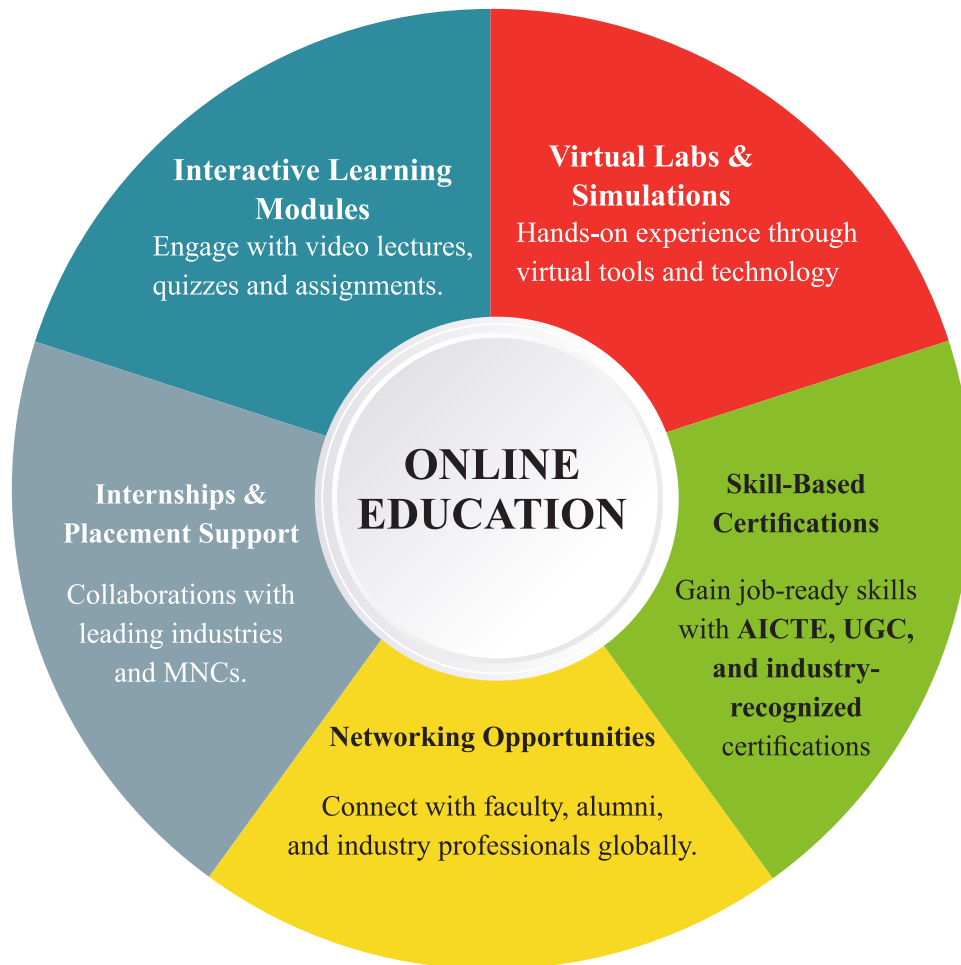 Interactive Learning
Modules
Engage with video lectures,
quizzes and assignments.
Virtual Labs &
Simulations
Hands-on experience through
virtual tools and technology
ONLINE
EDUCATION
Internships &
Placement Support
Collaborations with
leading industries
and MNCs.
Skill-Based
Certifications
Gain job-ready skills
with AICTE, UGC,
and industry-
recognized
certifications
Networking Opportunities
Connect with faculty, alumni,
and industry professionals globally.